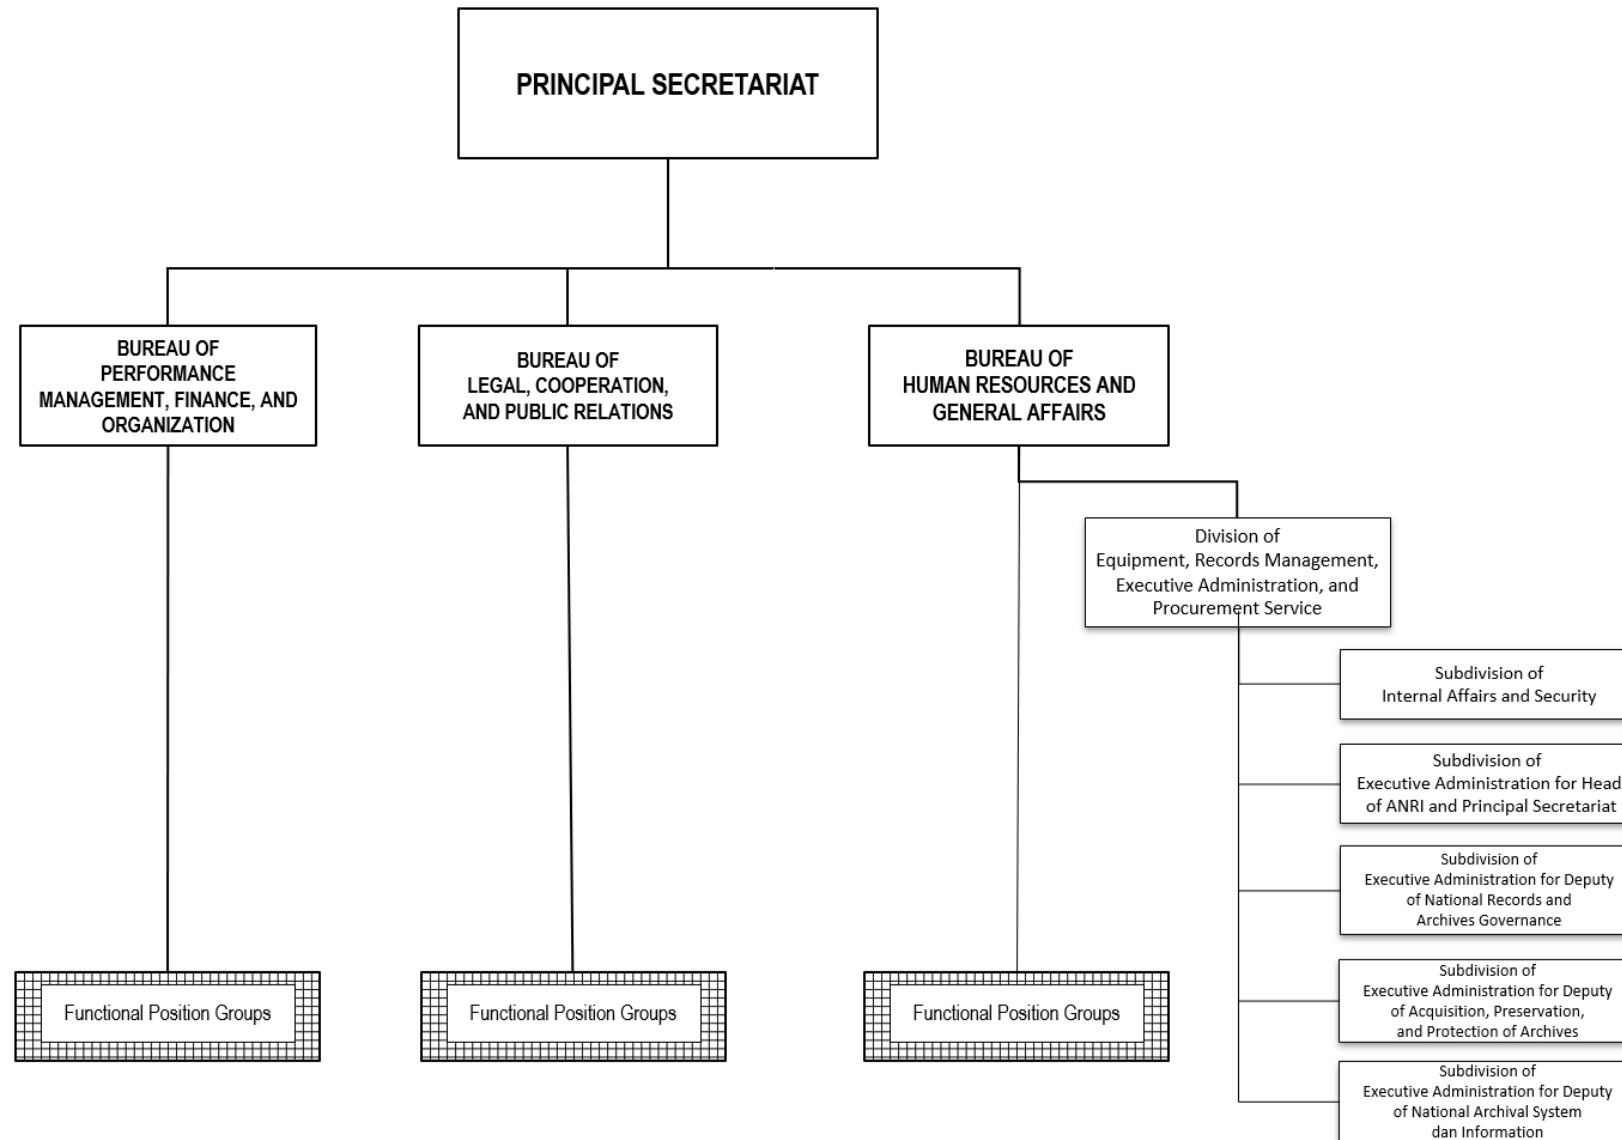 PRINCIPAL SECRETARIAT
BUREAU OF
PERFORMANCE
MANAGEMENT, FINANCE, AND
ORGANIZATION
BUREAU OF
LEGAL, COOPERATION,
AND PUBLIC RELATIONS
BUREAU OF
HUMAN RESOURCES AND
GENERAL AFFAIRS
Division of
Equipment, Records Management,
Executive Administration, and
Procurement Service
Subdivision of
Internal Affairs and Security
Subdivision of
Executive Administration for Head
of ANRI and Principal Secretariat
Subdivision of
Executive Administration for Deputy
of National Records and
Archives Governance
Subdivision of
Executive Administration for Deputy
of Acquisition, Preservation,
and Protection of Archives
Subdivision of
Executive Administration for Deputy
of National Archival System
dan Information
Functional Position Groups
Functional Position Groups
Functional Position Groups